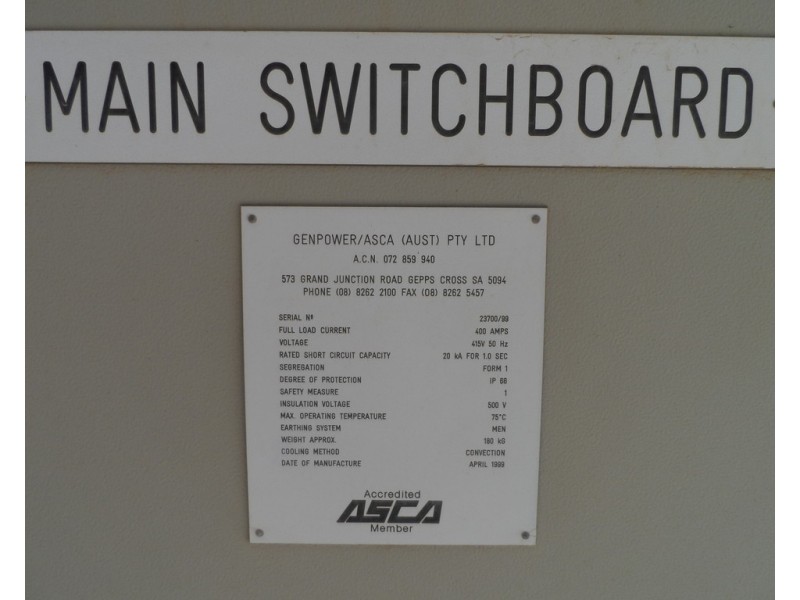 MAIN SWITCHBOARD
GENPOWER/ASCA (AUST) PTY LTD
A.C.N. 072 859 940
573 GRAND JUNCTION ROAD GEPPS CROSS SA 5094
PHONE (08) 8262 2100 FAX (08) 8262 5457
SERIAL Nº 23700/99
FULL LOAD CURRENT 400 AMPS
VOLTAGE 415V 50 Hz
RATED SHORT CIRCUIT CAPACITY 20 kA FOR 1.0 SEC
SEGREGATION FORM 1
DEGREE OF PROTECTION IP 66
SAFETY MEASURE 1
INSULATION VOLTAGE 500 V
MAX. OPERATING TEMPERATURE 75°C
EARTHING SYSTEM MEN
WEIGHT APPROX. 180 kG
COOLING METHOD CONVECTION
DATE OF MANUFACTURE APRIL 1999
Accredited
ASCA
Member